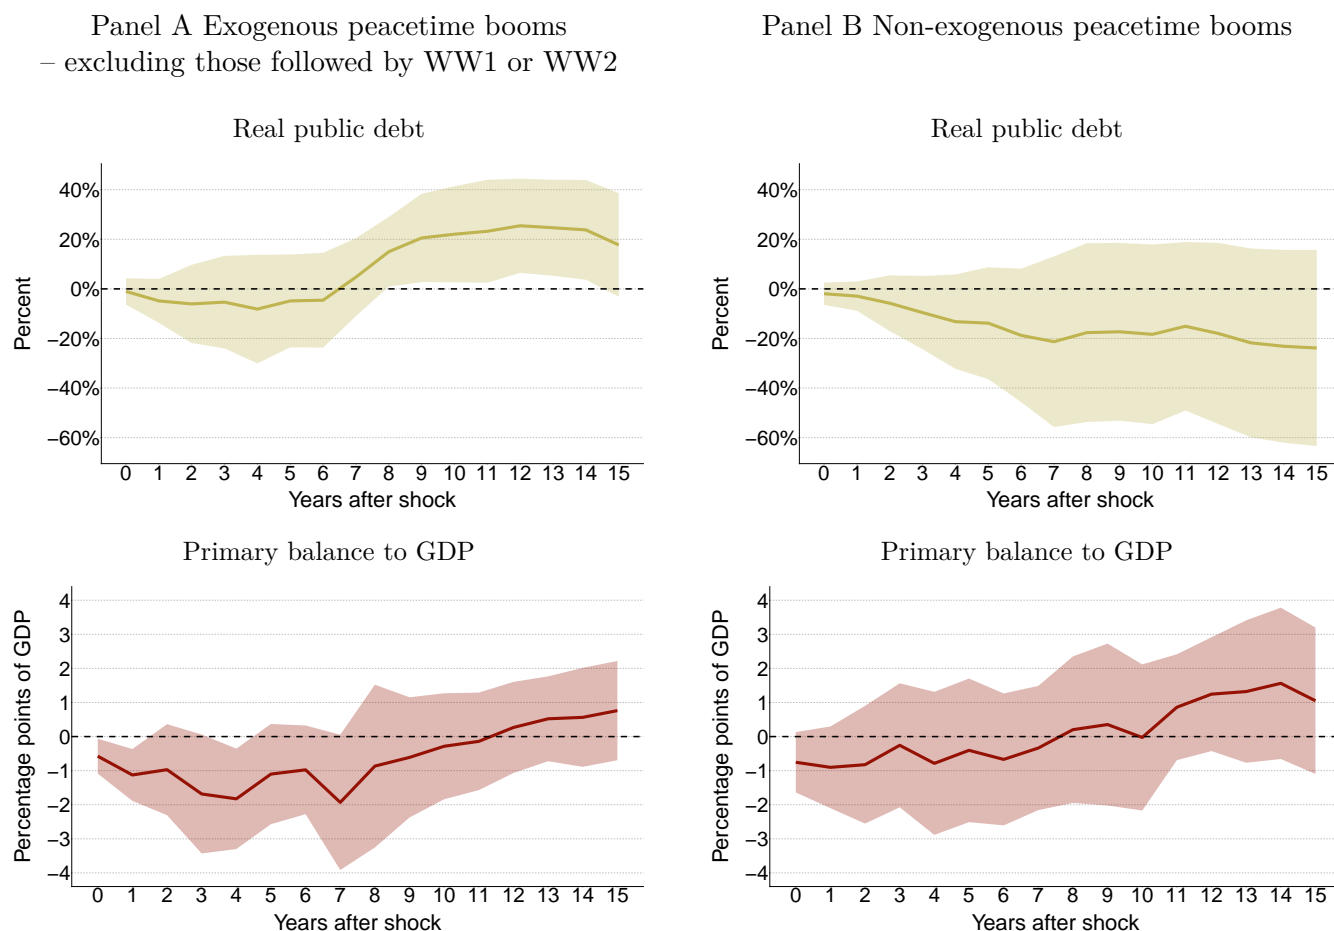 Panel A Exogenous peacetime booms
– excluding those followed by WW1 or WW2
Real public debt
Percent
40%
20%
0%
−20%
−40%
−60%
0 1 2 3 4 5 6 7 8 9 10 11 12 13 14 15
Years after shock
Primary balance to GDP
Percentage points of GDP
4
3
2
1
0
−1
−2
−3
−4
0 1 2 3 4 5 6 7 8 9 10 11 12 13 14 15
Years after shock
Panel B Non-exogenous peacetime booms
Real public debt
Percent
40%
20%
0%
−20%
−40%
−60%
0 1 2 3 4 5 6 7 8 9 10 11 12 13 14 15
Years after shock
Primary balance to GDP
Percentage points of GDP
4
3
2
1
0
−1
−2
−3
−4
0 1 2 3 4 5 6 7 8 9 10 11 12 13 14 15
Years after shock